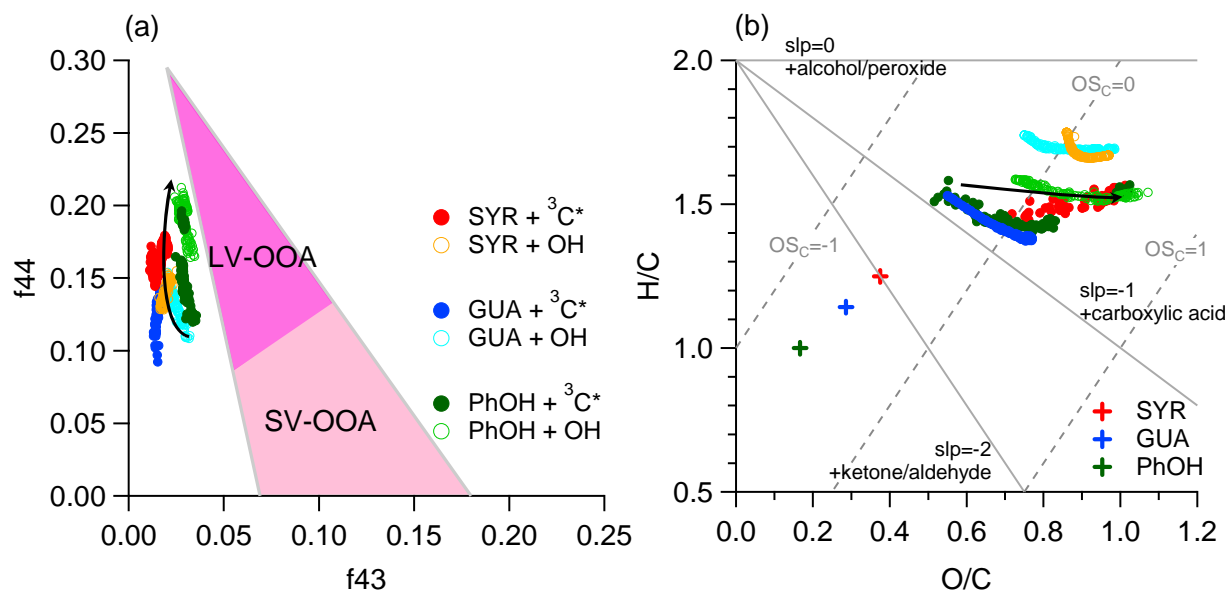 (a)
0.30
0.25
0.20
0.15
0.10
0.05
0.00
f44
0.00 0.05 0.10 0.15 0.20 0.25
f43
LV-OOA
SV-OOA
SYR + ³C*
SYR + OH
GUA + ³C*
GUA + OH
PhOH + ³C*
PhOH + OH
(b)
2.0
1.5
1.0
0.5
H/C
0.0 0.2 0.4 0.6 0.8 1.0 1.2
O/C
slp=0
+alcohol/peroxide
OSC=0
OSC=-1
OSC=1
slp=-1
+carboxylic acid
slp=-2
+ketone/aldehyde
SYR
GUA
PhOH